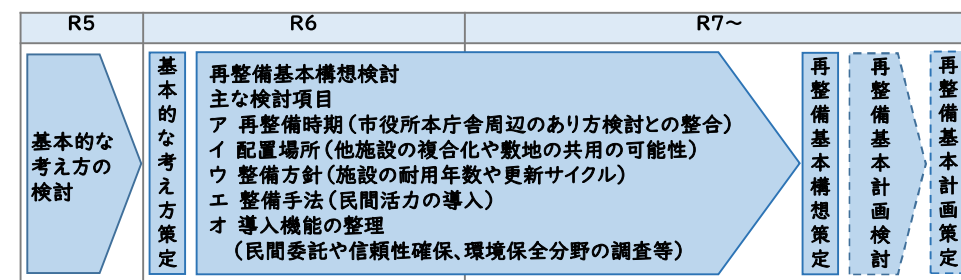 R5
R6
R7～
基本的な
考え方の
検討
基本的な考え方策定
再整備基本構想検討
主な検討項目
ア 再整備時期（市役所本庁舎周辺のあり方検討との整合）
イ 配置場所（他施設の複合化や敷地の共用の可能性）
ウ 整備方針（施設の耐用年数や更新サイクル）
エ 整備手法（民間活力の導入）
オ 導入機能の整理
（民間委託や信頼性確保、環境保全分野の調査等）
再整備基本構想策定
再整備基本計画検討
再整備基本計画策定